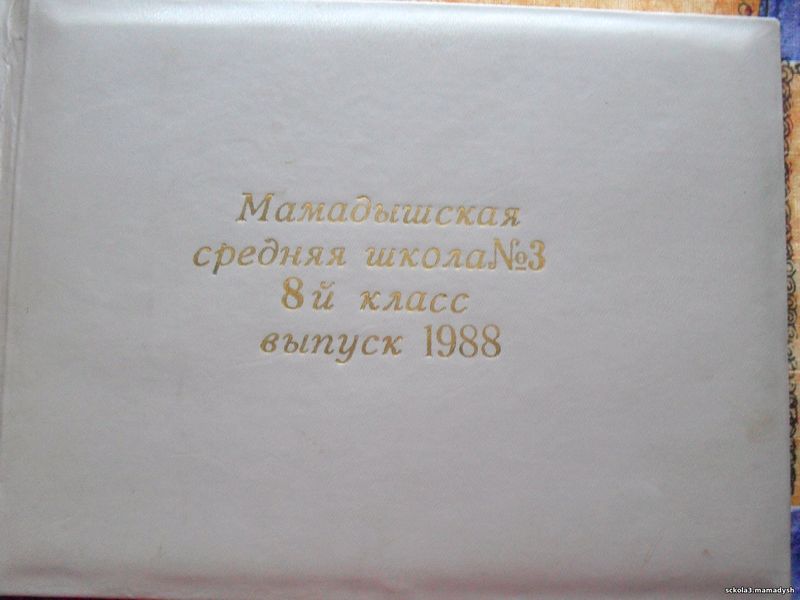 Мамадышская
средняя школа№3
8й класс
выпуск 1988
sckola3.mamadysh